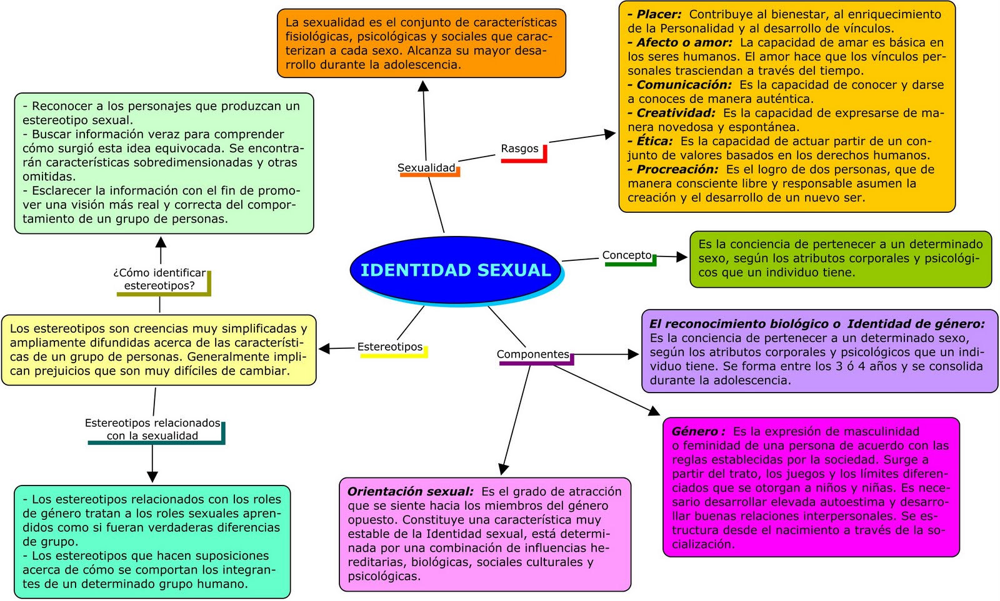 La sexualidad es el conjunto de características
fisiológicas, psicológicas y sociales que carac-
terizan a cada sexo. Alcanza su mayor desa-
rrollo durante la adolescencia.
- Placer: Contribuye al bienestar, al enriquecimiento
de la Personalidad y al desarrollo de vínculos.
- Afecto o amor: La capacidad de amar es básica en
los seres humanos. El amor hace que los vínculos per-
sonales trasciendan a través del tiempo.
- Comunicación: Es la capacidad de conocer y darse
a conoces de manera auténtica.
- Creatividad: Es la capacidad de expresarse de ma-
nera novedosa y espontánea.
- Ética: Es la capacidad de actuar partir de un con-
junto de valores basados en los derechos humanos.
- Procreación: Es el logro de dos personas, que de
manera consciente libre y responsable asumen la
creación y el desarrollo de un nuevo ser.
- Reconocer a los personajes que produzcan un
estereotipo sexual.
- Buscar información veraz para comprender
cómo surgió esta idea equivocada. Se encontra-
rán características sobredimensionadas y otras
omitidas.
- Esclarecer la información con el fin de promo-
ver una visión más real y correcta del compor-
tamiento de un grupo de personas.
Rasgos
Sexualidad
IDENTIDAD SEXUAL
Concepto
Es la conciencia de pertenecer a un determinado
sexo, según los atributos corporales y psicológi-
cos que un individuo tiene.
¿Cómo identificar
estereotipos?
Los estereotipos son creencias muy simplificadas y
ampliamente difundidas acerca de las característi-
cas de un grupo de personas. Generalmente impli-
can prejuicios que son muy difíciles de cambiar.
Estereotipos
Componentes
El reconocimiento biológico o Identidad de género:
Es la conciencia de pertenecer a un determinado sexo,
según los atributos corporales y psicológicos que un indi-
viduo tiene. Se forma entre los 3 ó 4 años y se consolida
durante la adolescencia.
Estereotipos relacionados
con la sexualidad
Género : Es la expresión de masculinidad
o feminidad de una persona de acuerdo con las
reglas establecidas por la sociedad. Surge a
partir del trato, los juegos y los límites diferen-
ciados que se otorgan a niños y niñas. Es nece-
sario desarrollar elevada autoestima y desarro-
llar buenas relaciones interpersonales. Se es-
tructura desde el nacimiento a través de la so-
cialización.
- Los estereotipos relacionados con los roles
de género tratan a los roles sexuales apren-
didos como si fueran verdaderas diferencias
de grupo.
- Los estereotipos que hacen suposiciones
acerca de cómo se comportan los integran-
tes de un determinado grupo humano.
Orientación sexual: Es el grado de atracción
que se siente hacia los miembros del género
opuesto. Constituye una característica muy
estable de la Identidad sexual, está determi-
nada por una combinación de influencias he-
reditarias, biológicas, sociales culturales y
psicológicas.